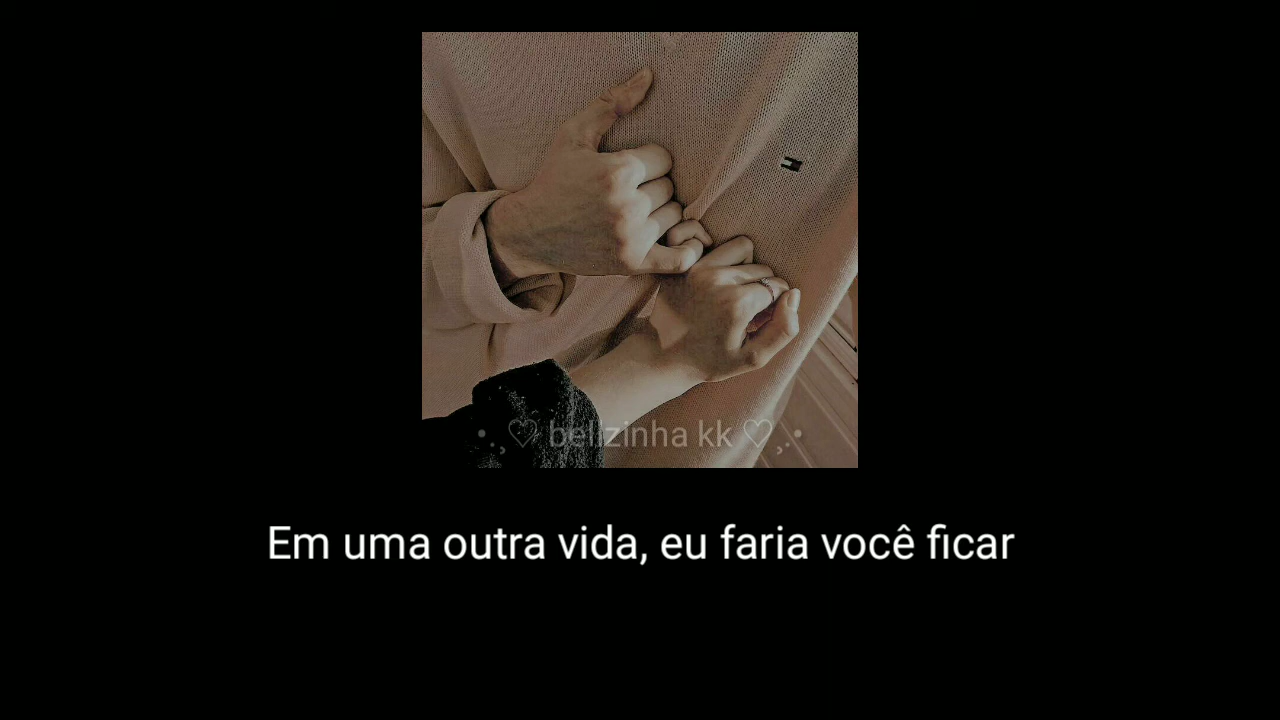 •.¸♡ belizinha kk ♡¸.•
Em uma outra vida, eu faria você ficar